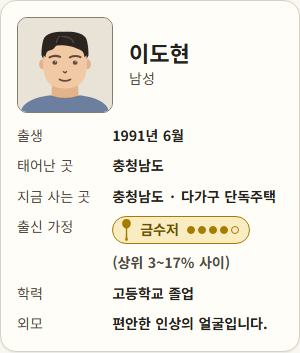 이도현
남성
출생 1991년 6월
태어난 곳 충청남도
지금 사는 곳 충청남도 · 다가구 단독주택
출신 가정 금수저
(상위 3~17% 사이)
학력 고등학교 졸업
외모 편안한 인상의 얼굴입니다.